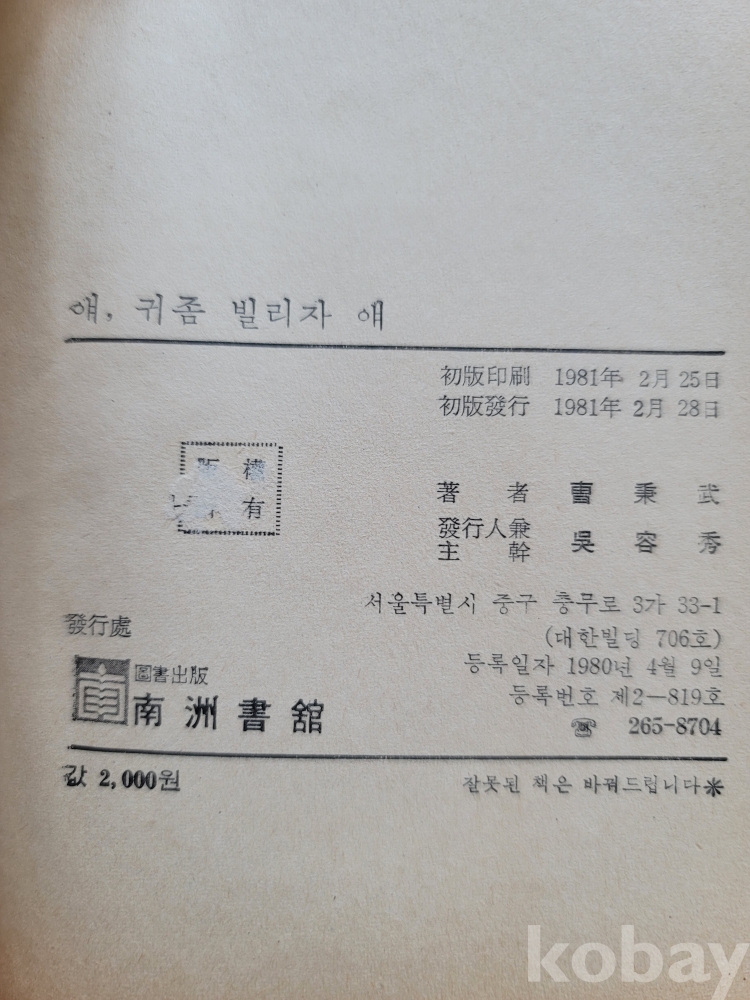 얘, 귀좀 빌리자 얘
初版印刷 1981年 2月 25日
初版發行 1981年 2月 28日
版 權
有
著 者 曺 秉 武
發行人兼
主 幹 吳 容 秀
서울특별시 중구 충무로 3가 33-1
(대한빌딩 706호)
등록일자 1980년 4월 9일
등록번호 제2—819호
☎ 265-8704
發行處
圖書出版
南洲書舘
값 2,000원
잘못된 책은 바꿔드립니다✳
kobay